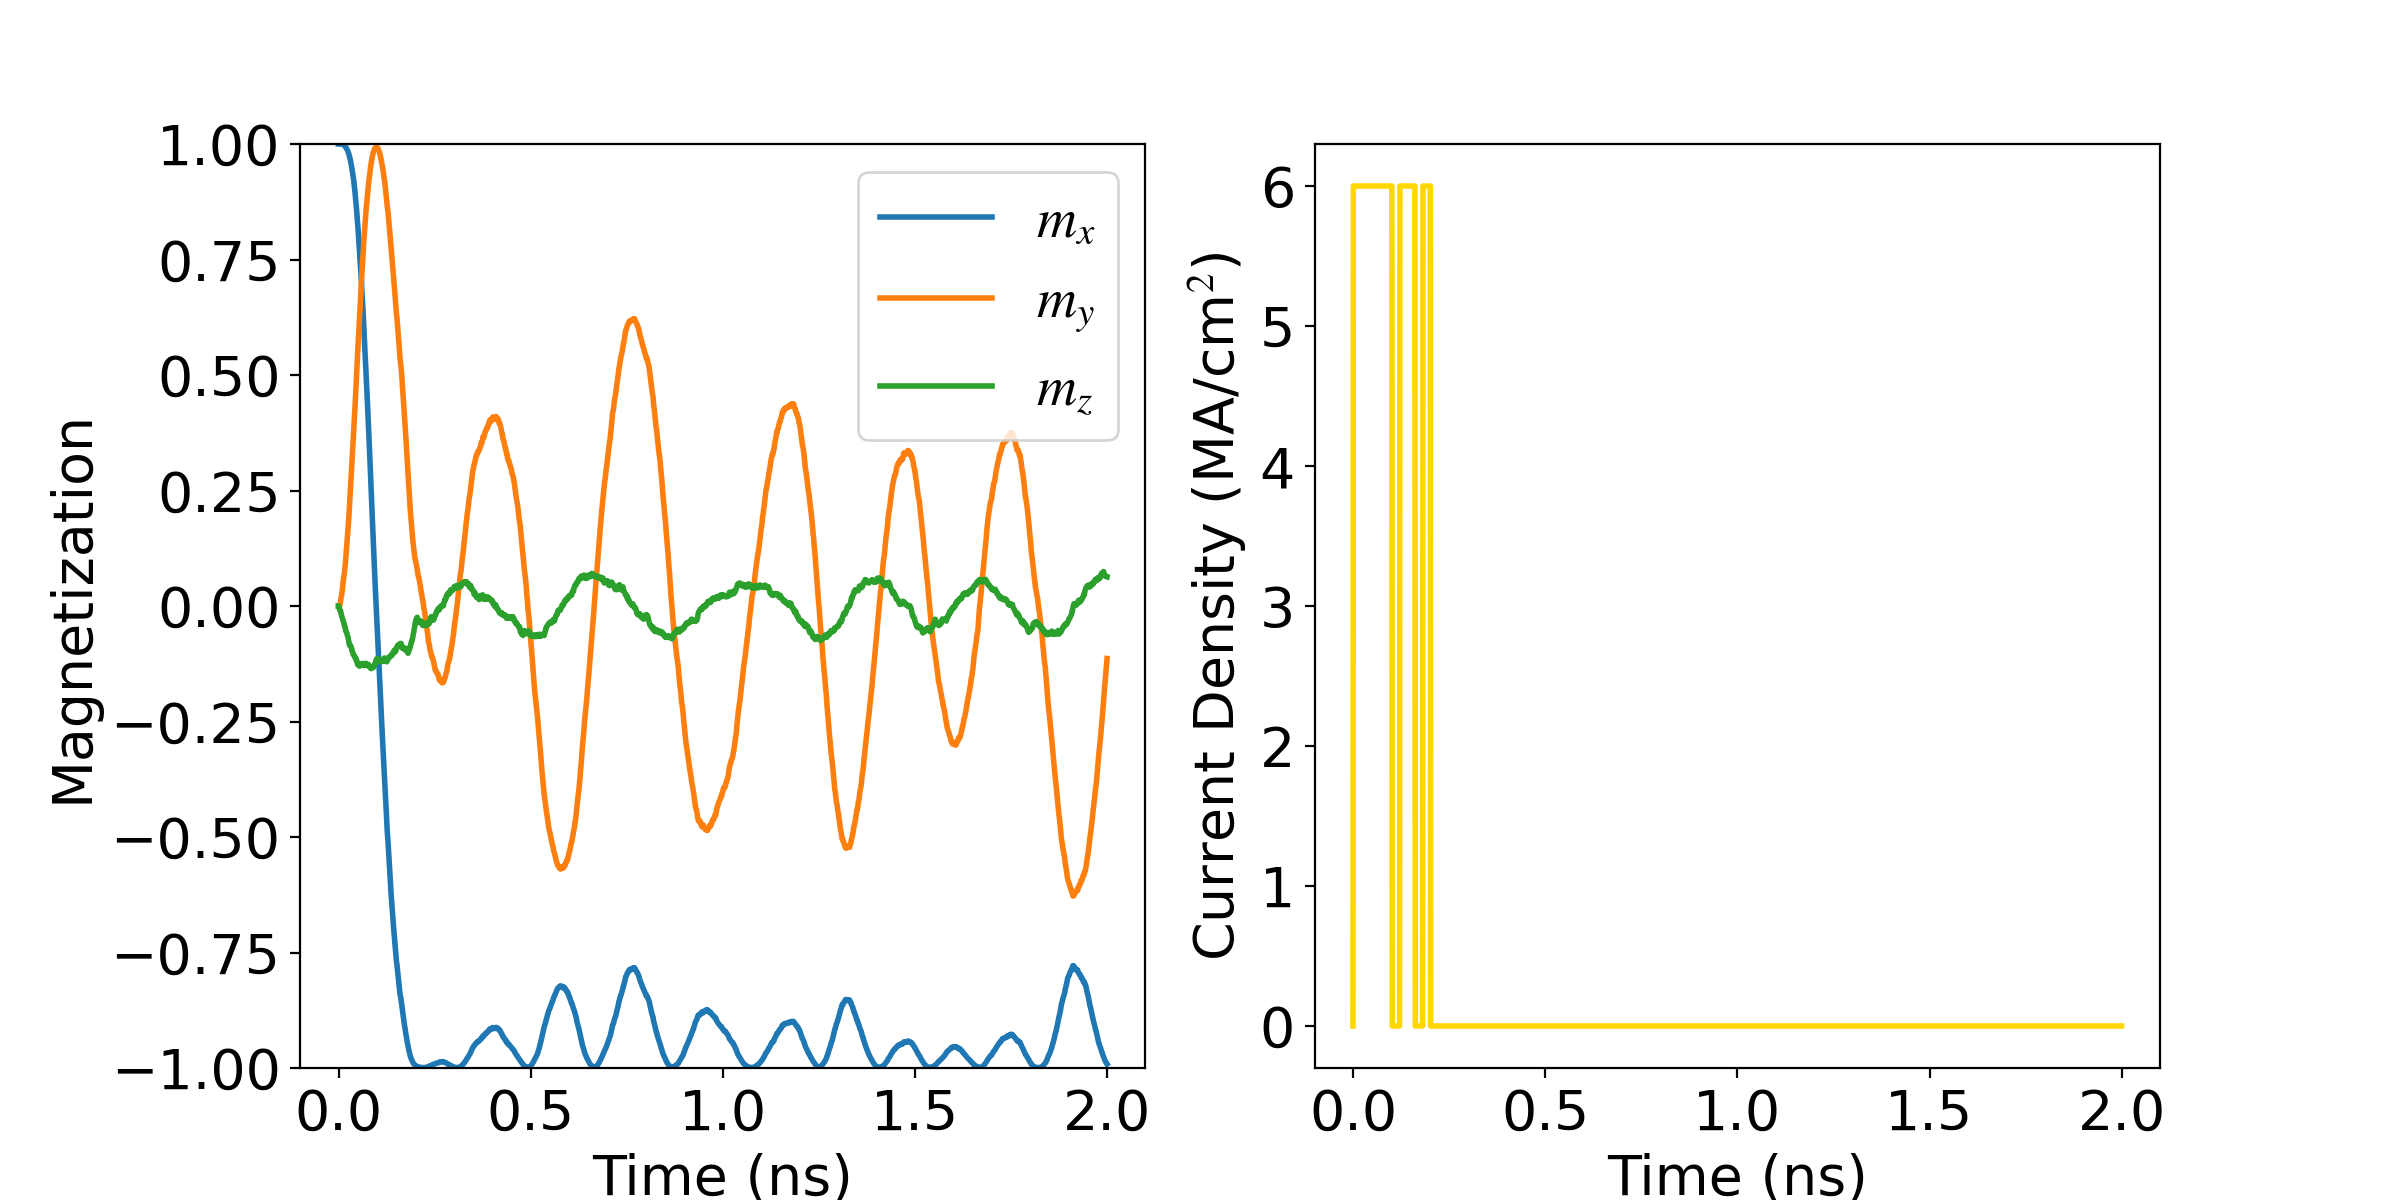 1.00
0.75
0.50
0.25
0.00
−0.25
−0.50
−0.75
−1.00
Magnetization
0.0 0.5 1.0 1.5 2.0
Time (ns)
m_x
m_y
m_z
6
5
4
3
2
1
0
Current Density (MA/cm²)
0.0 0.5 1.0 1.5 2.0
Time (ns)